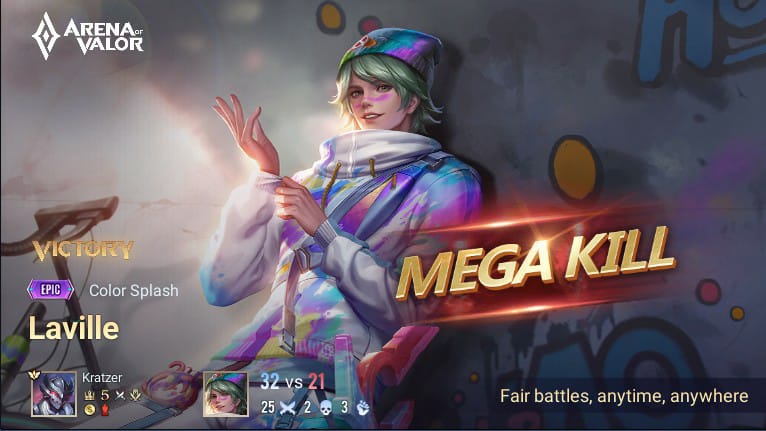 ARENA OF
VALOR
VICTORY
MEGA KILL
EPIC Color Splash
Laville
Kratzer
5
32 vs 21
25 2 3
Fair battles, anytime, anywhere